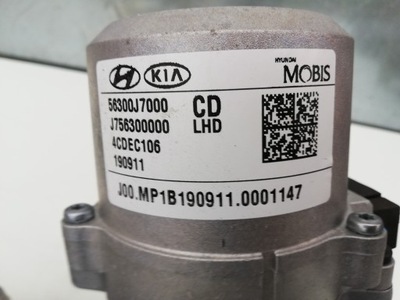 HYUNDAI
KIA MOBIS
56300J7000 CD
J756300000 LHD
4CDEC106
190911
J00.MP1B190911.0001147